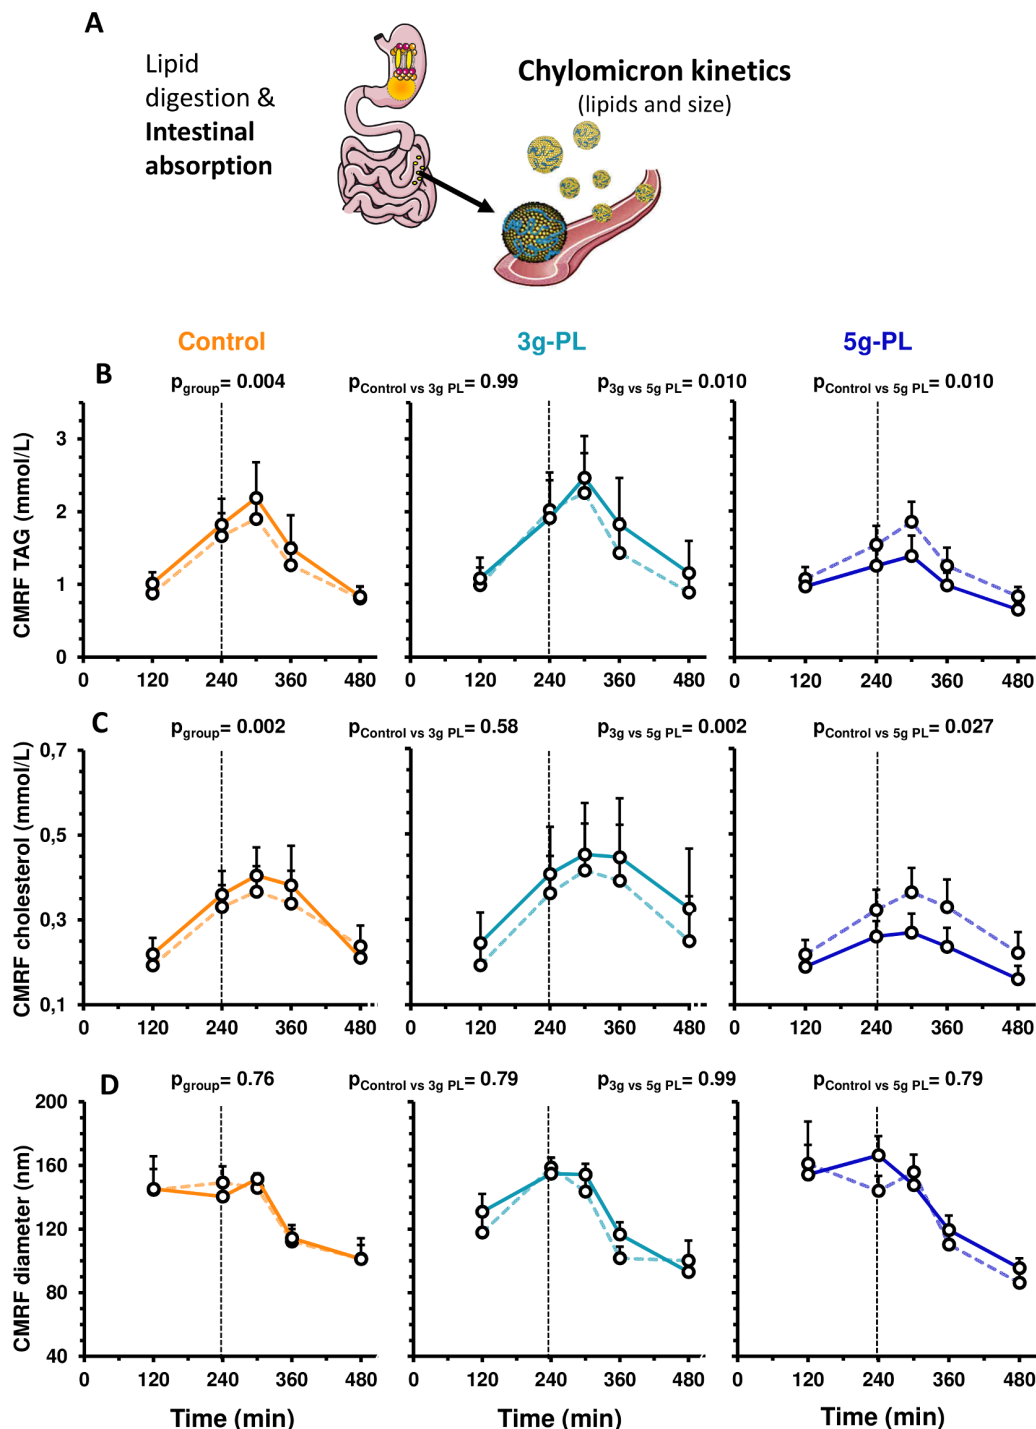 A
Lipid
digestion &
Intestinal
absorption
Chylomicron kinetics
(lipids and size)
Control 3g-PL 5g-PL
B
pgroup= 0.004 pControl vs 3g PL= 0.99 p3g vs 5g PL= 0.010 pControl vs 5g PL= 0.010
CMRF TAG (mmol/L)
3
2
1
0
0 120 240 360 480 0 120 240 360 480 0 120 240 360 480
C
pgroup= 0.002 pControl vs 3g PL= 0.58 p3g vs 5g PL= 0.002 pControl vs 5g PL= 0.027
CMRF cholesterol (mmol/L)
0,7
0,5
0,3
0,1
0 120 240 360 480 0 120 240 360 480 0 120 240 360 480
D
pgroup= 0.76 pControl vs 3g PL= 0.79 p3g vs 5g PL= 0.99 pControl vs 5g PL= 0.79
CMRF diameter (nm)
200
160
120
80
40
0 120 240 360 480 0 120 240 360 480 0 120 240 360 480
Time (min) Time (min) Time (min)